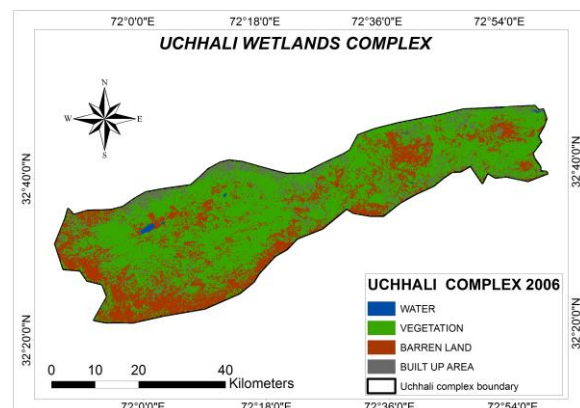 72°0'0"E 72°18'0"E 72°36'0"E 72°54'0"E
UCHHALI WETLANDS COMPLEX
N
W E
S
32°40'0"N 32°40'0"N
32°20'0"N 32°20'0"N
UCHHALI COMPLEX 2006
WATER
VEGETATION
BARREN LAND
BUILT UP AREA
Uchhali complex boundary
0 10 20 40
Kilometers
72°0'0"E 72°18'0"E 72°36'0"E 72°54'0"E